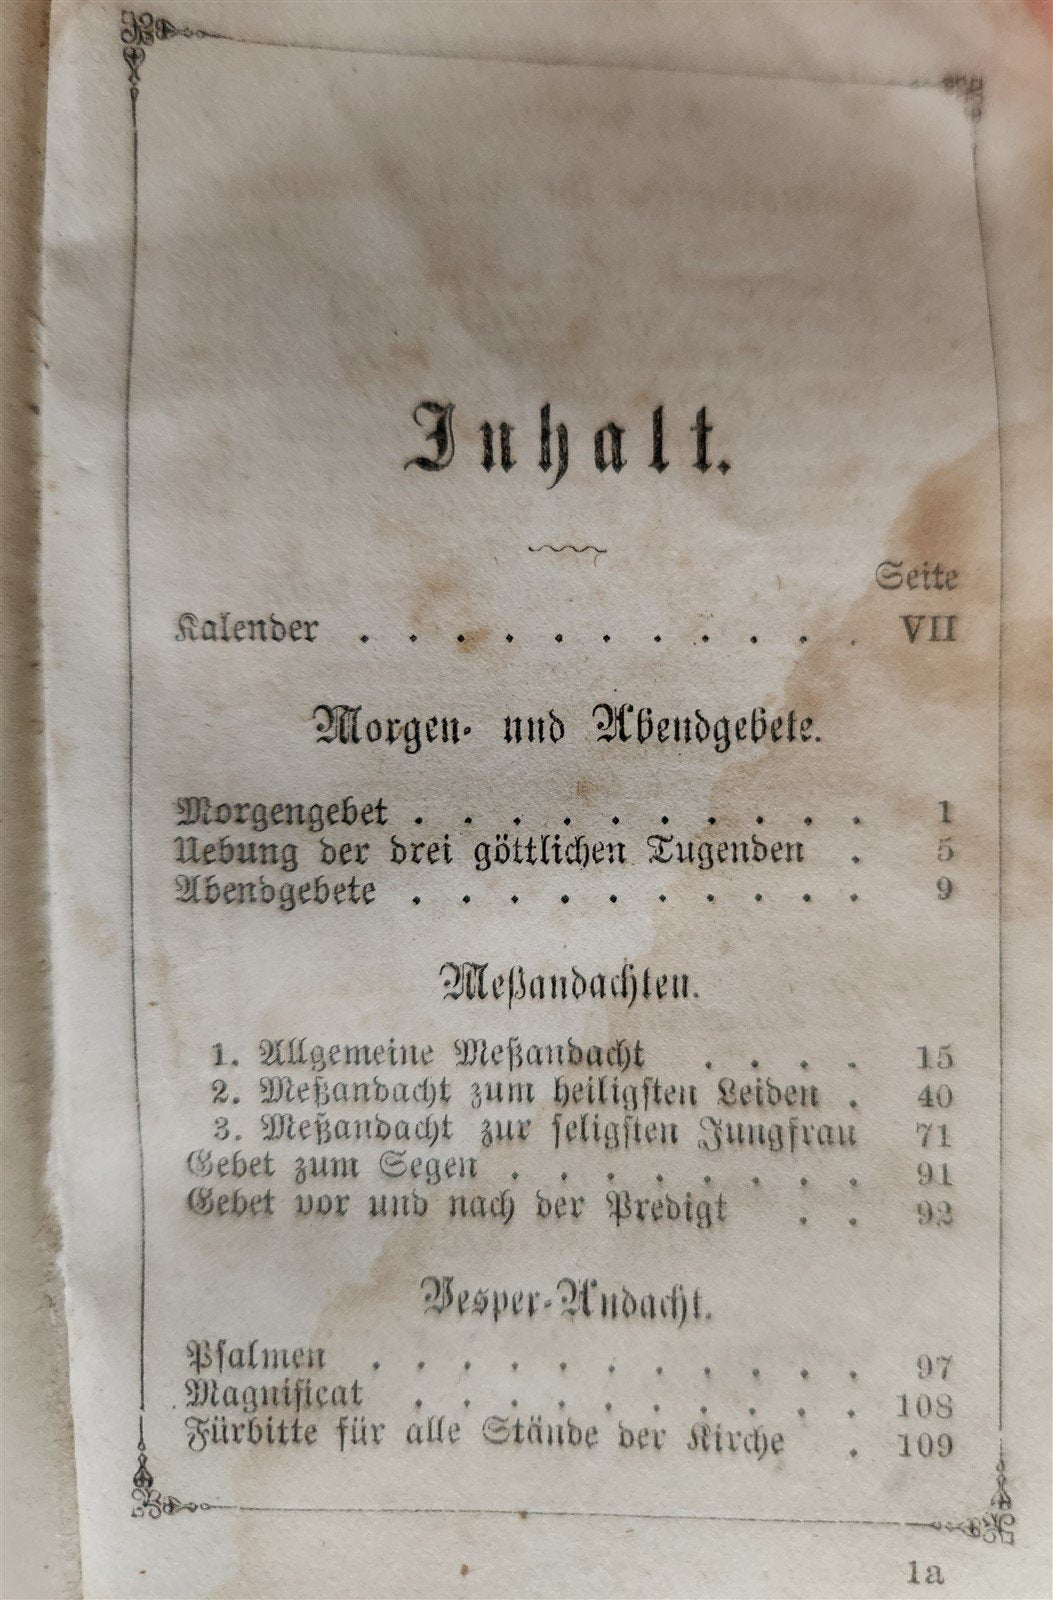 Inhalt.
Seite
Kalender . . . . . . . . . . . VII
Morgen- und Abendgebete.
Morgengebet . . . . . . . . . . 1
Uebung der drei göttlichen Tugenden . 5
Abendgebete . . . . . . . . . . 9
Meßandachten.
1. Allgemeine Meßandacht . . . . 15
2. Meßandacht zum heiligsten Leiden . 40
3. Meßandacht zur seligsten Jungfrau 71
Gebet zum Segen . . . . . . . . 91
Gebet vor und nach der Predigt . . 92
Vesper-Andacht.
Psalmen . . . . . . . . . . . 97
Magnificat . . . . . . . . . . 108
Fürbitte für alle Stände der Kirche . 109
1a